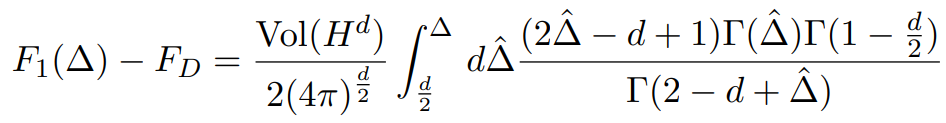 $F_1(\Delta) - F_D = \frac{\mathrm{Vol}(H^d)}{2(4\pi)^{\frac{d}{2}}} \int_{\frac{d}{2}}^{\Delta} d\hat{\Delta} \frac{(2\hat{\Delta} - d + 1)\Gamma(\hat{\Delta})\Gamma(1 - \frac{d}{2})}{\Gamma(2 - d + \hat{\Delta})}$